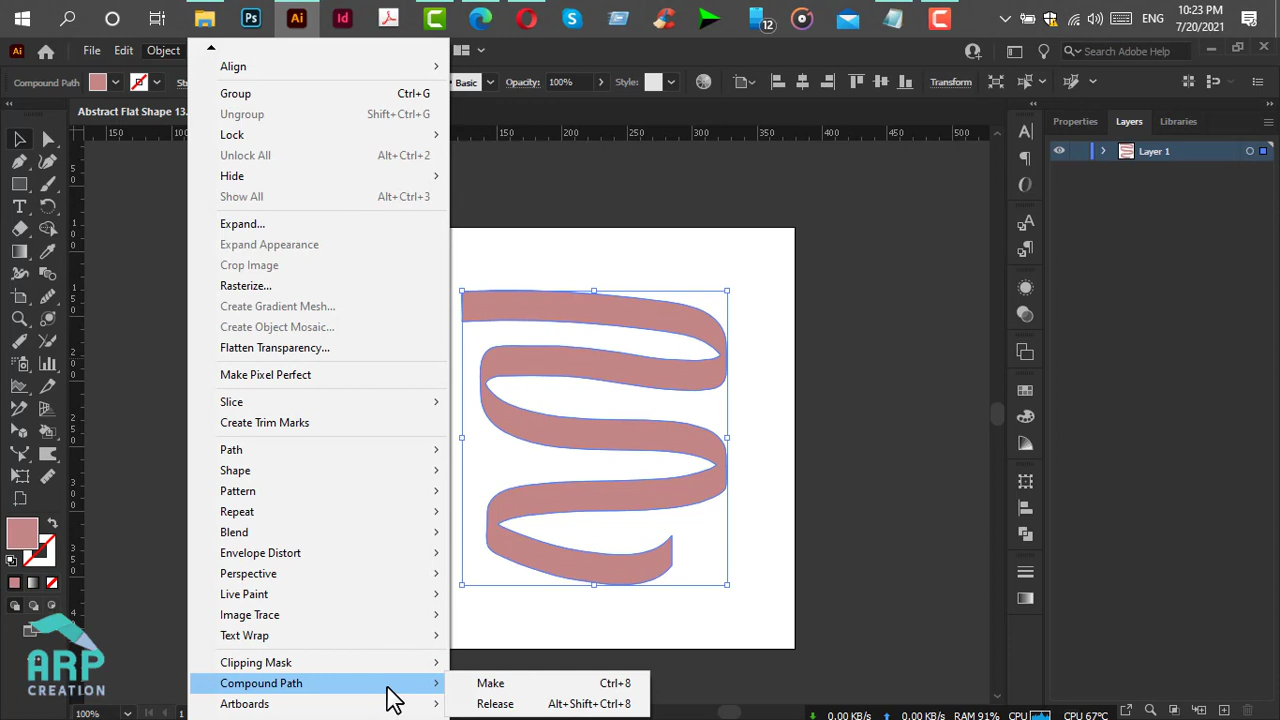 Ps Ai Id
12
ENG
10:23 PM
7/20/2021
Ai File Edit Object
Search Adobe Help
Compound Path
Basic
Opacity: 100%
Style:
Transform
Abstract Flat Shape 13.
Align
Group Ctrl+G
Ungroup Shift+Ctrl+G
Lock
Unlock All Alt+Ctrl+2
Hide
Show All Alt+Ctrl+3
Expand...
Expand Appearance
Crop Image
Rasterize...
Create Gradient Mesh...
Create Object Mosaic...
Flatten Transparency...
Make Pixel Perfect
Slice
Create Trim Marks
Path
Shape
Pattern
Repeat
Blend
Envelope Distort
Perspective
Live Paint
Image Trace
Text Wrap
Clipping Mask
Compound Path
Artboards
Make Ctrl+8
Release Alt+Shift+Ctrl+8
150 200 250 300 350 400 450 500
Properties Layers Libraries
Layer 1
ARP
CREATION
100%
1
0.00 KB/s 0.00 KB/s RAM 91% CPU 67°C